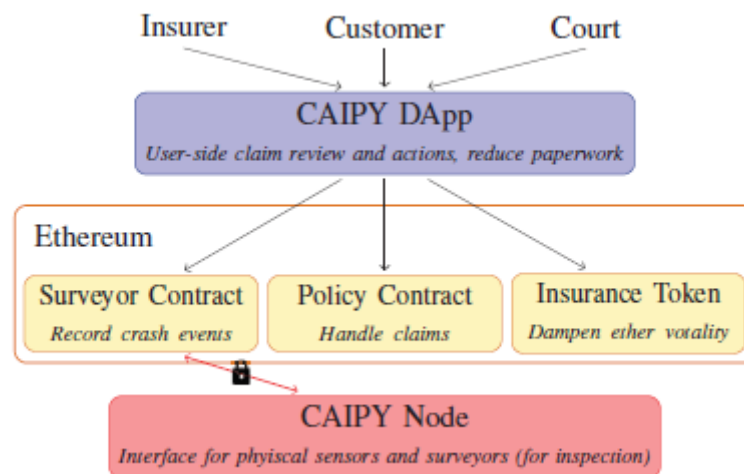 Insurer Customer Court
CAIPY DApp
User-side claim review and actions, reduce paperwork
Ethereum
Surveyor Contract
Record crash events
Policy Contract
Handle claims
Insurance Token
Dampen ether votality
CAIPY Node
Interface for phyiscal sensors and surveyors (for inspection)